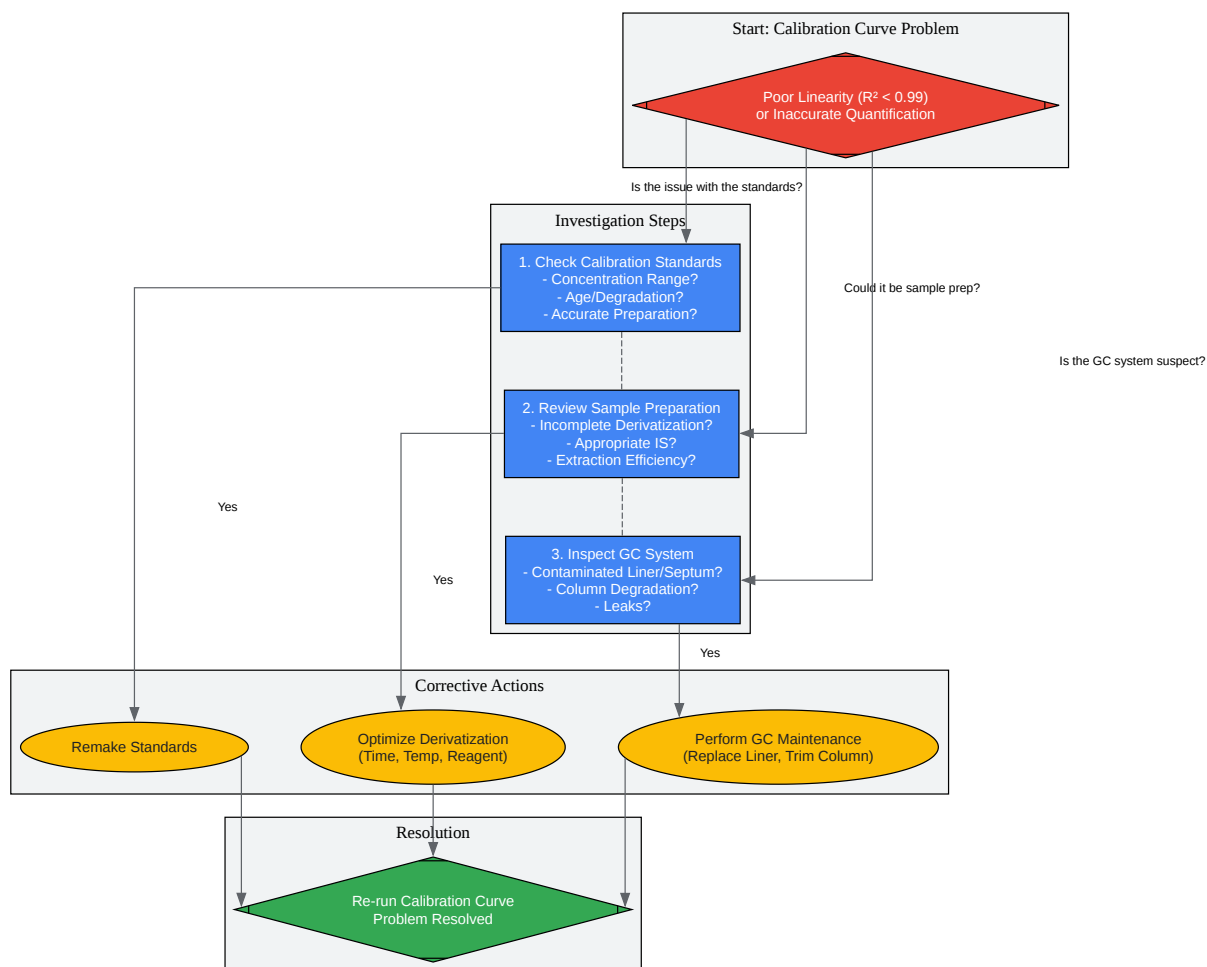 Start: Calibration Curve Problem
Poor Linearity (R² < 0.99)
or Inaccurate Quantification
Is the issue with the standards?
Investigation Steps
1. Check Calibration Standards
- Concentration Range?
- Age/Degradation?
- Accurate Preparation?
Could it be sample prep?
Is the GC system suspect?
2. Review Sample Preparation
- Incomplete Derivatization?
- Appropriate IS?
- Extraction Efficiency?
Yes
3. Inspect GC System
- Contaminated Liner/Septum?
- Column Degradation?
- Leaks?
Yes
Yes
Corrective Actions
Remake Standards
Optimize Derivatization
(Time, Temp, Reagent)
Perform GC Maintenance
(Replace Liner, Trim Column)
Resolution
Re-run Calibration Curve
Problem Resolved